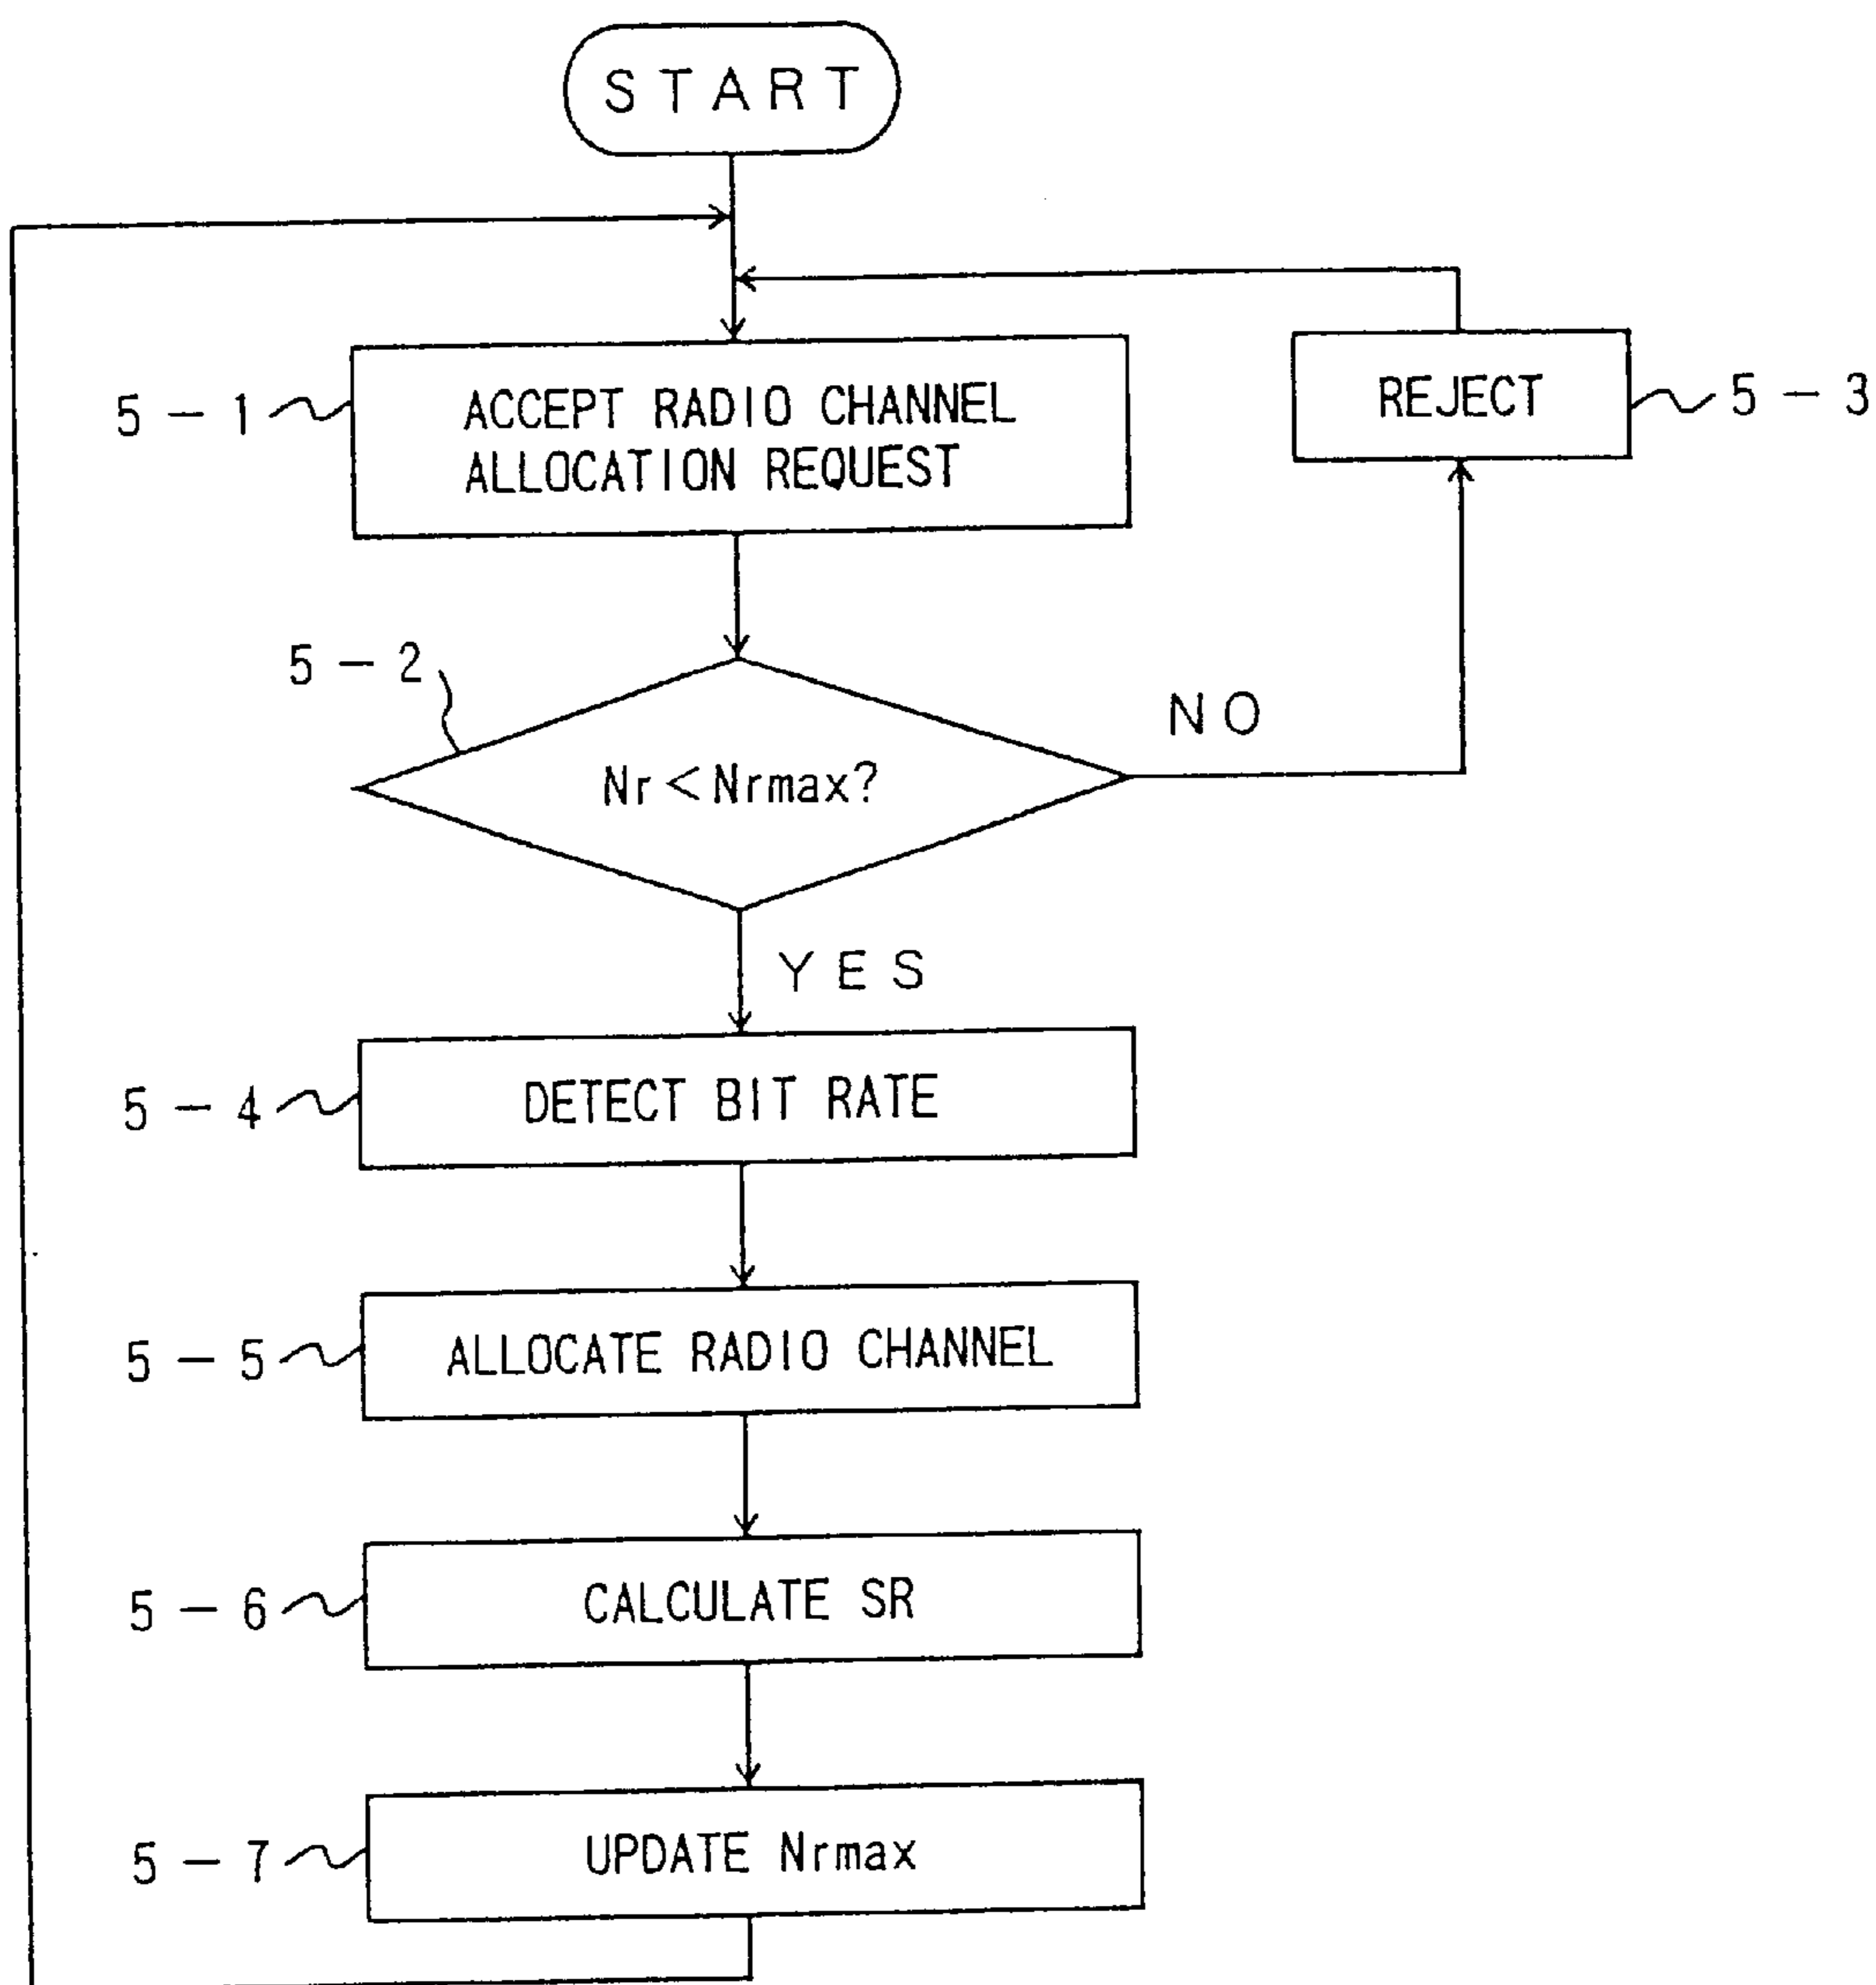 START
5-1
ACCEPT RADIO CHANNEL
ALLOCATION REQUEST
REJECT
5-3
5-2
Nr<Nrmax?
NO
YES
5-4
DETECT BIT RATE
5-5
ALLOCATE RADIO CHANNEL
5-6
CALCULATE SR
5-7
UPDATE Nrmax